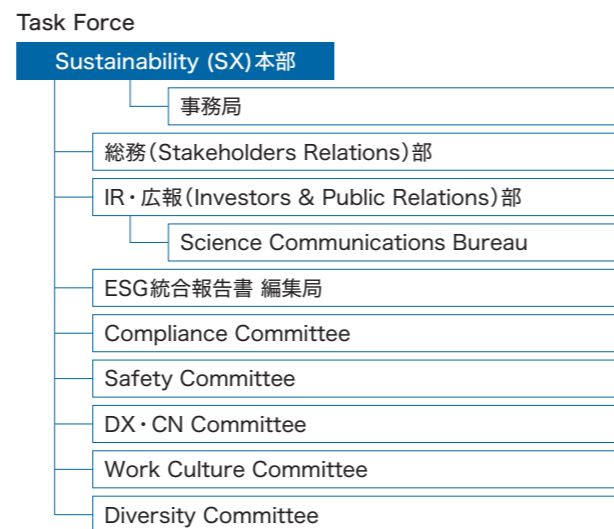 Task Force
Sustainability (SX)本部
事務局
総務(Stakeholders Relations)部
IR・広報(Investors & Public Relations)部
Science Communications Bureau
ESG統合報告書 編集局
Compliance Committee
Safety Committee
DX・CN Committee
Work Culture Committee
Diversity Committee